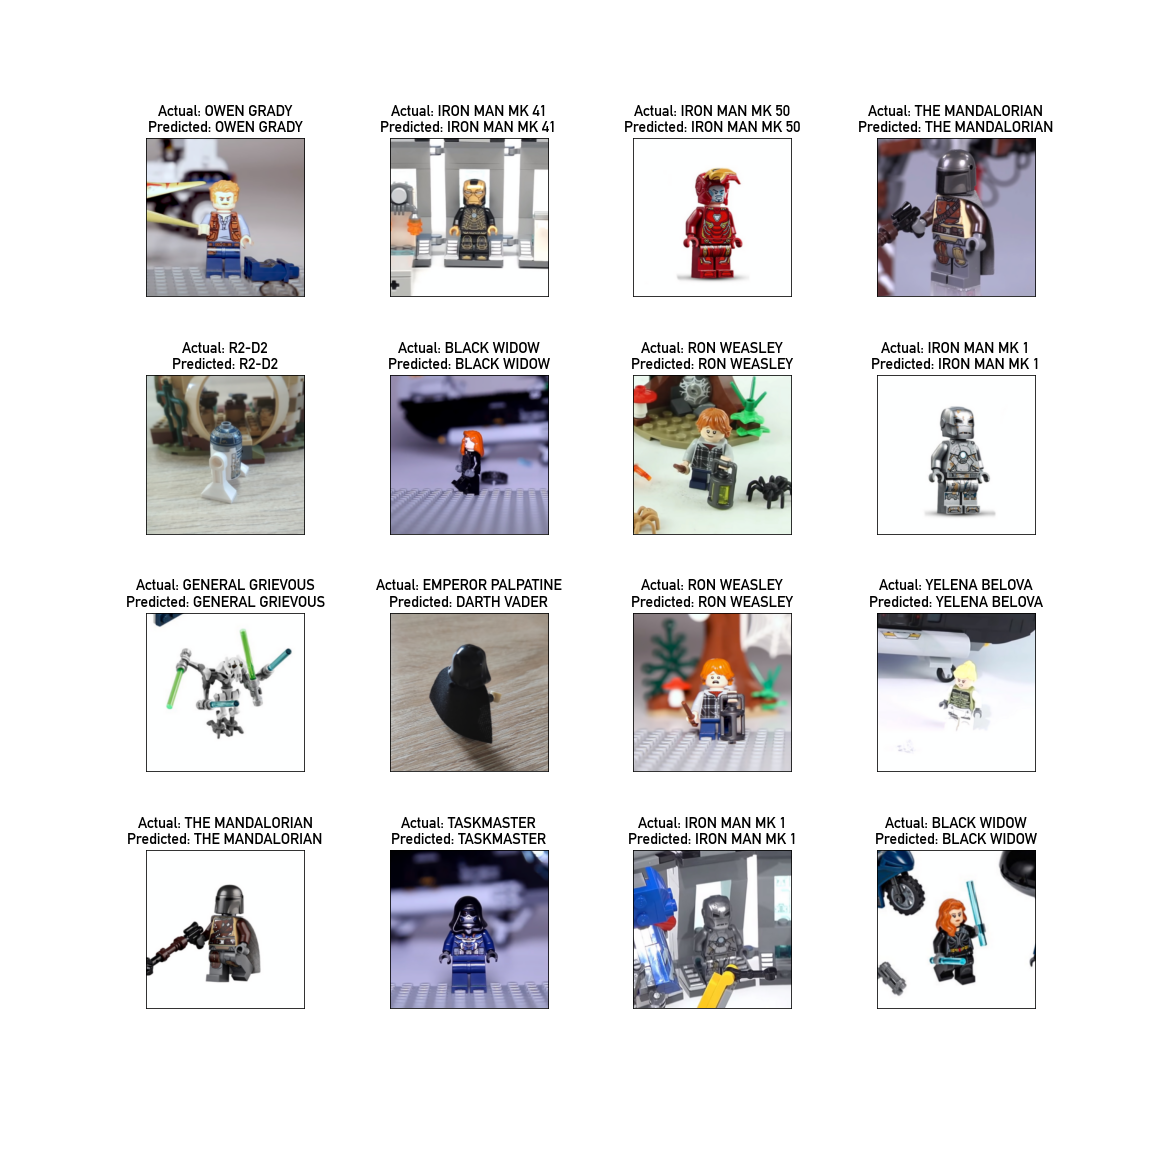 Actual: OWEN GRADY
Predicted: OWEN GRADY
Actual: IRON MAN MK 41
Predicted: IRON MAN MK 41
Actual: IRON MAN MK 50
Predicted: IRON MAN MK 50
Actual: THE MANDALORIAN
Predicted: THE MANDALORIAN
Actual: R2-D2
Predicted: R2-D2
Actual: BLACK WIDOW
Predicted: BLACK WIDOW
Actual: RON WEASLEY
Predicted: RON WEASLEY
Actual: IRON MAN MK 1
Predicted: IRON MAN MK 1
Actual: GENERAL GRIEVOUS
Predicted: GENERAL GRIEVOUS
Actual: EMPEROR PALPATINE
Predicted: DARTH VADER
Actual: RON WEASLEY
Predicted: RON WEASLEY
Actual: YELENA BELOVA
Predicted: YELENA BELOVA
Actual: THE MANDALORIAN
Predicted: THE MANDALORIAN
Actual: TASKMASTER
Predicted: TASKMASTER
Actual: IRON MAN MK 1
Predicted: IRON MAN MK 1
Actual: BLACK WIDOW
Predicted: BLACK WIDOW